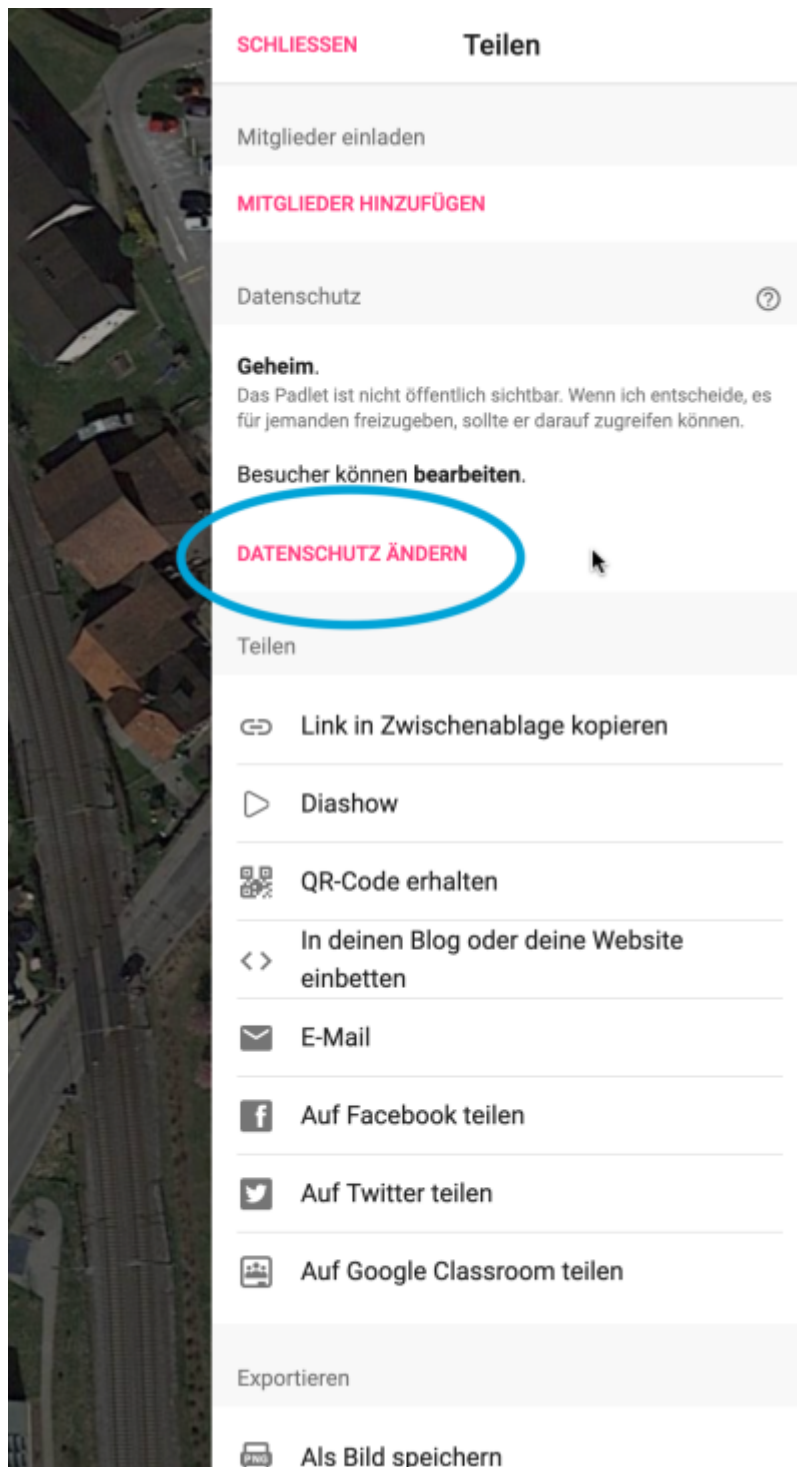 SCHLIESSEN Teilen
Mitglieder einladen
MITGLIEDER HINZUFÜGEN
Datenschutz
Geheim.
Das Padlet ist nicht öffentlich sichtbar. Wenn ich entscheide, es
für jemanden freizugeben, sollte er darauf zugreifen können.
Besucher können bearbeiten.
DATENSCHUTZ ÄNDERN
Teilen
Link in Zwischenablage kopieren
Diashow
QR-Code erhalten
In deinen Blog oder deine Website
einbetten
E-Mail
Auf Facebook teilen
Auf Twitter teilen
Auf Google Classroom teilen
Exportieren
PNG Als Bild speichern